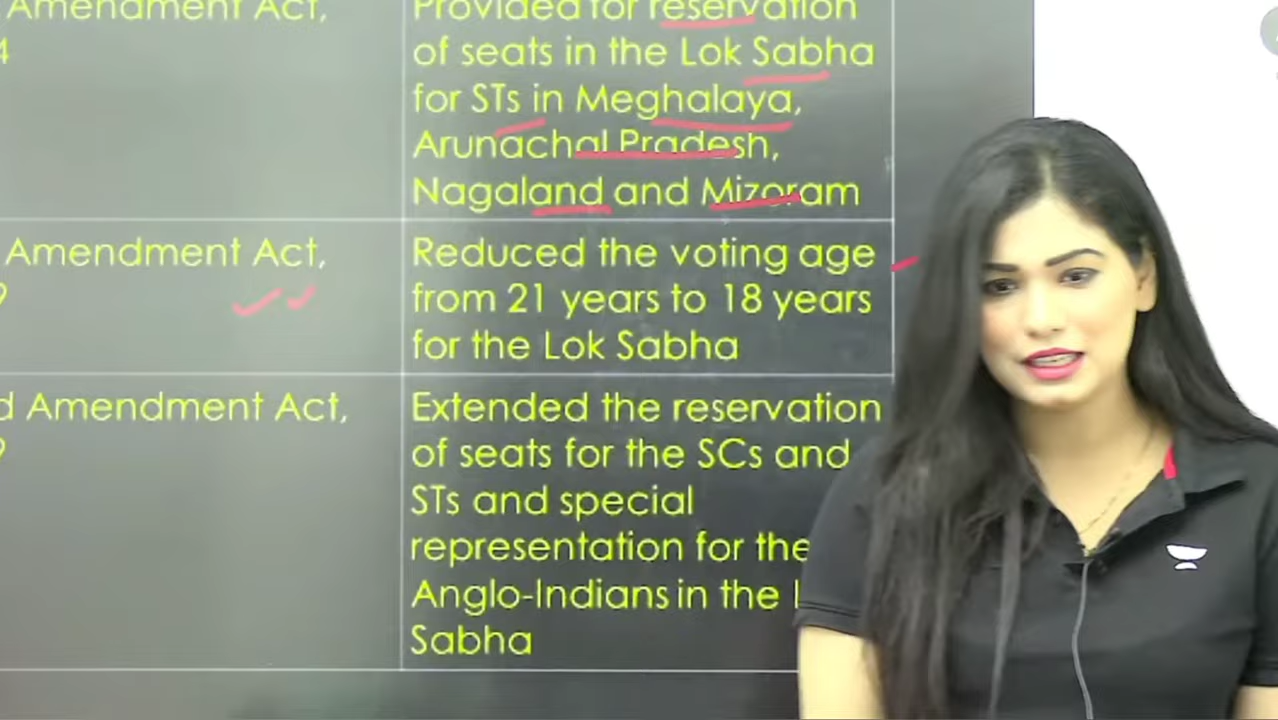 Amendment Act,
4
Provided for reservation
of seats in the Lok Sabha
for STs in Meghalaya,
Arunachal Pradesh,
Nagaland and Mizoram
Amendment Act,
9
Reduced the voting age
from 21 years to 18 years
for the Lok Sabha
d Amendment Act,
9
Extended the reservation
of seats for the SCs and
STs and special
representation for the
Anglo-Indians in the
Sabha